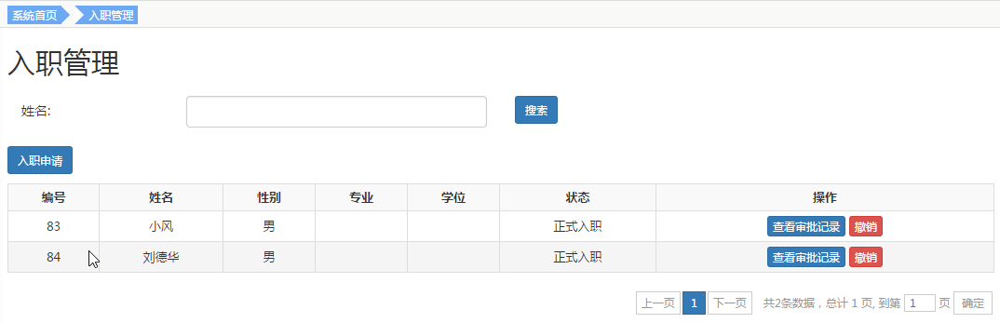 系统首页 入职管理
入职管理
姓名: 搜索
入职申请
编号 姓名 性别 专业 学位 状态 操作
83 小风 男 正式入职 查看审批记录 撤销
84 刘德华 男 正式入职 查看审批记录 撤销
上一页 1 下一页 共2条数据，总计 1 页, 到第 1 页 确定